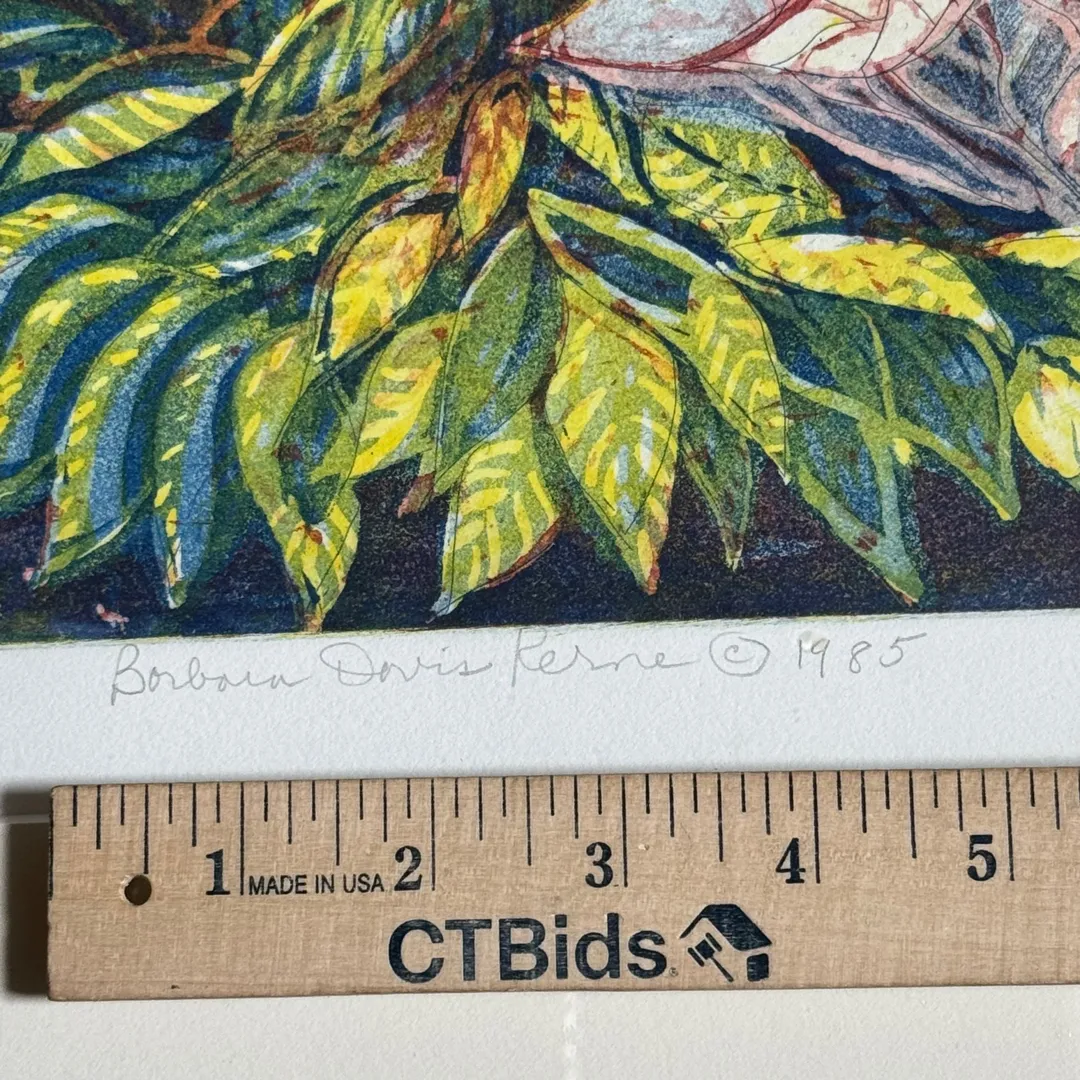 Barbara Davis Kerne © 1985
1 MADE IN USA 2 3 4 5
CTBids